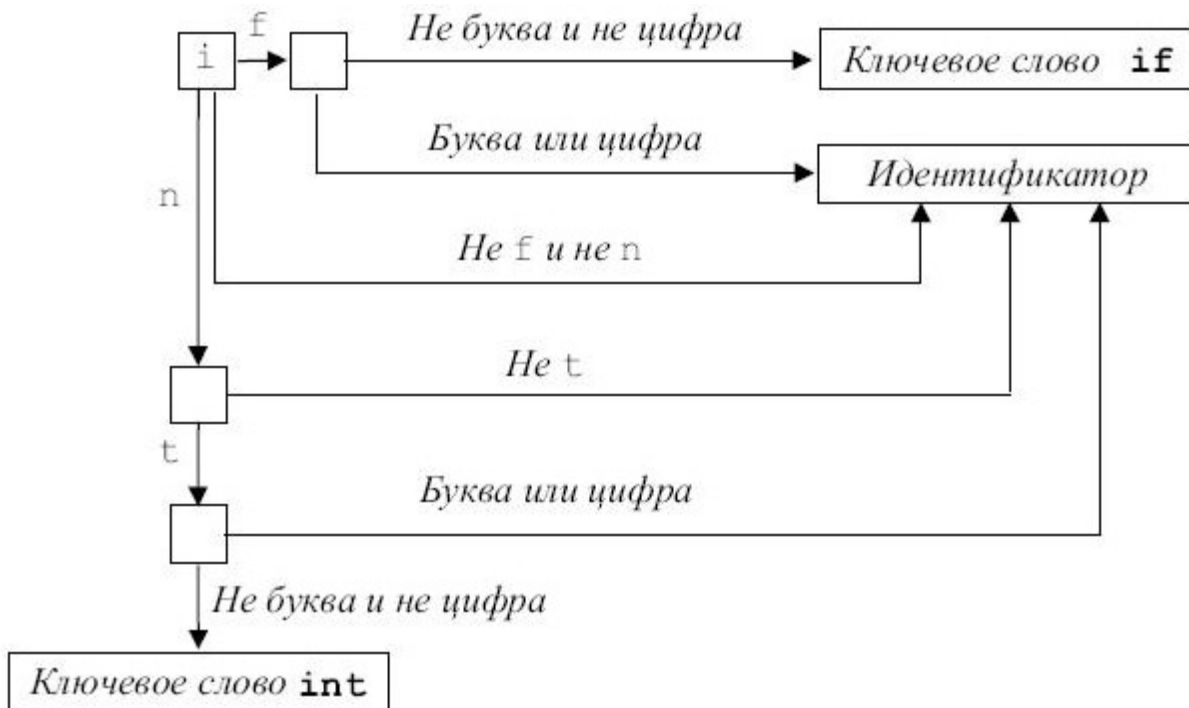 f
Не буква и не цифра
i
Ключевое слово if
Буква или цифра
Идентификатор
n
Не f и не n
Не t
t
Буква или цифра
Не буква и не цифра
Ключевое слово int